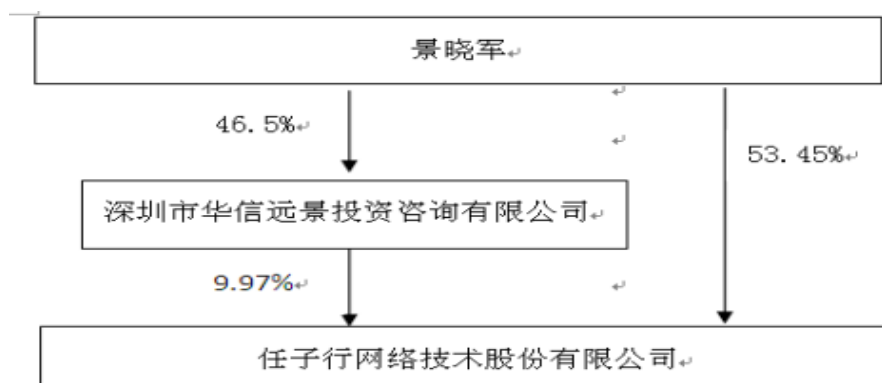 景晓军
46.5%
53.45%
深圳市华信远景投资咨询有限公司
9.97%
任子行网络技术股份有限公司